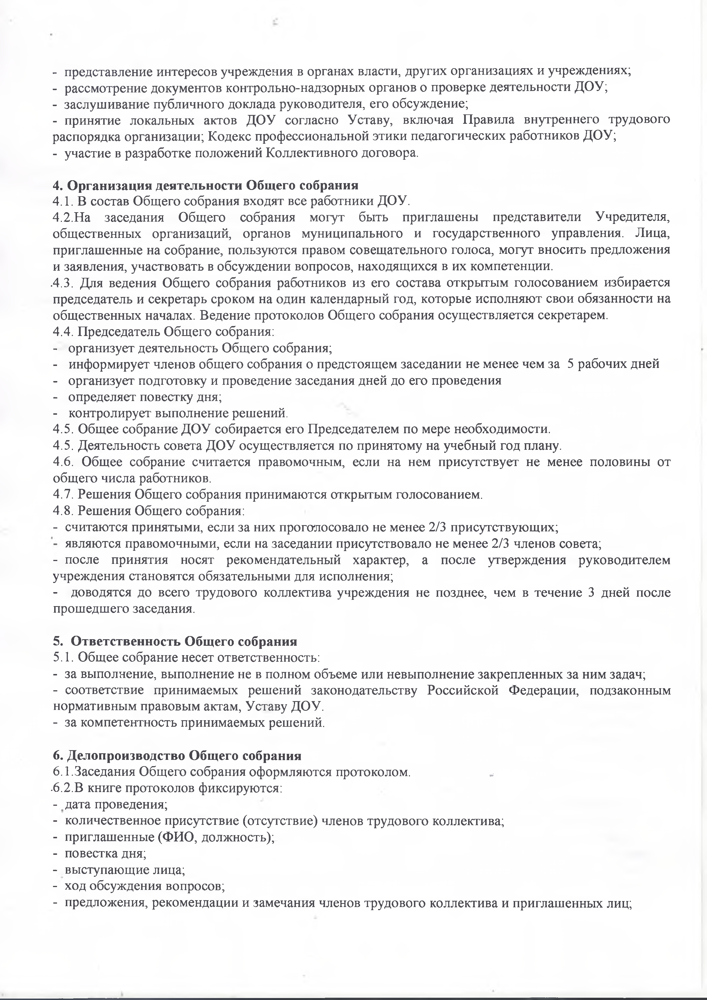 - представление интересов учреждения в органах власти, других организациях и учреждениях;
- рассмотрение документов контрольно-надзорных органов о проверке деятельности ДОУ;
- заслушивание публичного доклада руководителя, его обсуждение;
- принятие локальных актов ДОУ согласно Уставу, включая Правила внутреннего трудового
распорядка организации; Кодекс профессиональной этики педагогических работников ДОУ;
- участие в разработке положений Коллективного договора.
4. Организация деятельности Общего собрания
4.1. В состав Общего собрания входят все работники ДОУ.
4.2.На заседания Общего собрания могут быть приглашены представители Учредителя,
общественных организаций, органов муниципального и государственного управления. Лица,
приглашенные на собрание, пользуются правом совещательного голоса, могут вносить предложения
и заявления, участвовать в обсуждении вопросов, находящихся в их компетенции.
4.3. Для ведения Общего собрания работников из его состава открытым голосованием избирается
председатель и секретарь сроком на один календарный год, которые исполняют свои обязанности на
общественных началах. Ведение протоколов Общего собрания осуществляется секретарем.
4.4. Председатель Общего собрания:
- организует деятельность Общего собрания;
- информирует членов общего собрания о предстоящем заседании не менее чем за 5 рабочих дней
- организует подготовку и проведение заседания дней до его проведения
- определяет повестку дня;
- контролирует выполнение решений.
4.5. Общее собрание ДОУ собирается его Председателем по мере необходимости.
4.5. Деятельность совета ДОУ осуществляется по принятому на учебный год плану.
4.6. Общее собрание считается правомочным, если на нем присутствует не менее половины от
общего числа работников.
4.7. Решения Общего собрания принимаются открытым голосованием.
4.8. Решения Общего собрания:
- считаются принятыми, если за них проголосовало не менее 2/3 присутствующих;
- являются правомочными, если на заседании присутствовало не менее 2/3 членов совета;
- после принятия носят рекомендательный характер, а после утверждения руководителем
учреждения становятся обязательными для исполнения;
- доводятся до всего трудового коллектива учреждения не позднее, чем в течение 3 дней после
прошедшего заседания.
5. Ответственность Общего собрания
5.1. Общее собрание несет ответственность:
- за выполнение, выполнение не в полном объеме или невыполнение закрепленных за ним задач;
- соответствие принимаемых решений законодательству Российской Федерации, подзаконным
нормативным правовым актам, Уставу ДОУ.
- за компетентность принимаемых решений.
6. Делопроизводство Общего собрания
6.1.Заседания Общего собрания оформляются протоколом.
6.2.В книге протоколов фиксируются:
- дата проведения;
- количественное присутствие (отсутствие) членов трудового коллектива;
- приглашенные (ФИО, должность);
- повестка дня;
- выступающие лица;
- ход обсуждения вопросов;
- предложения, рекомендации и замечания членов трудового коллектива и приглашенных лиц;